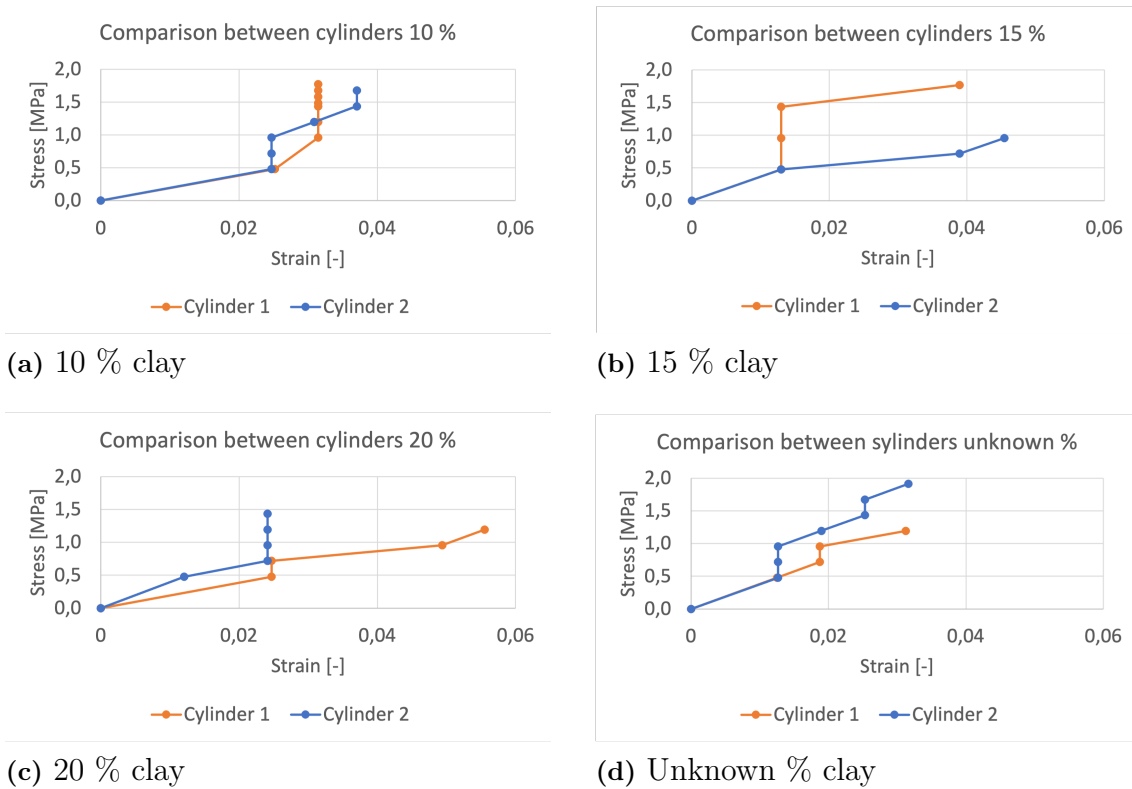 Comparison between cylinders 10 %
Stress [MPa]
2,0
1,5
1,0
0,5
0,0
0 0,02 0,04 0,06
Strain [-]
Cylinder 1 Cylinder 2
(a) 10 % clay
Comparison between cylinders 15 %
Stress [MPa]
2,0
1,5
1,0
0,5
0,0
0 0,02 0,04 0,06
Strain [-]
Cylinder 1 Cylinder 2
(b) 15 % clay
Comparison between cylinders 20 %
Stress [MPa]
2,0
1,5
1,0
0,5
0,0
0 0,02 0,04 0,06
Strain [-]
Cylinder 1 Cylinder 2
(c) 20 % clay
Comparison between sylinders unknown %
Stress [MPa]
2,0
1,5
1,0
0,5
0,0
0 0,02 0,04 0,06
Strain [-]
Cylinder 1 Cylinder 2
(d) Unknown % clay